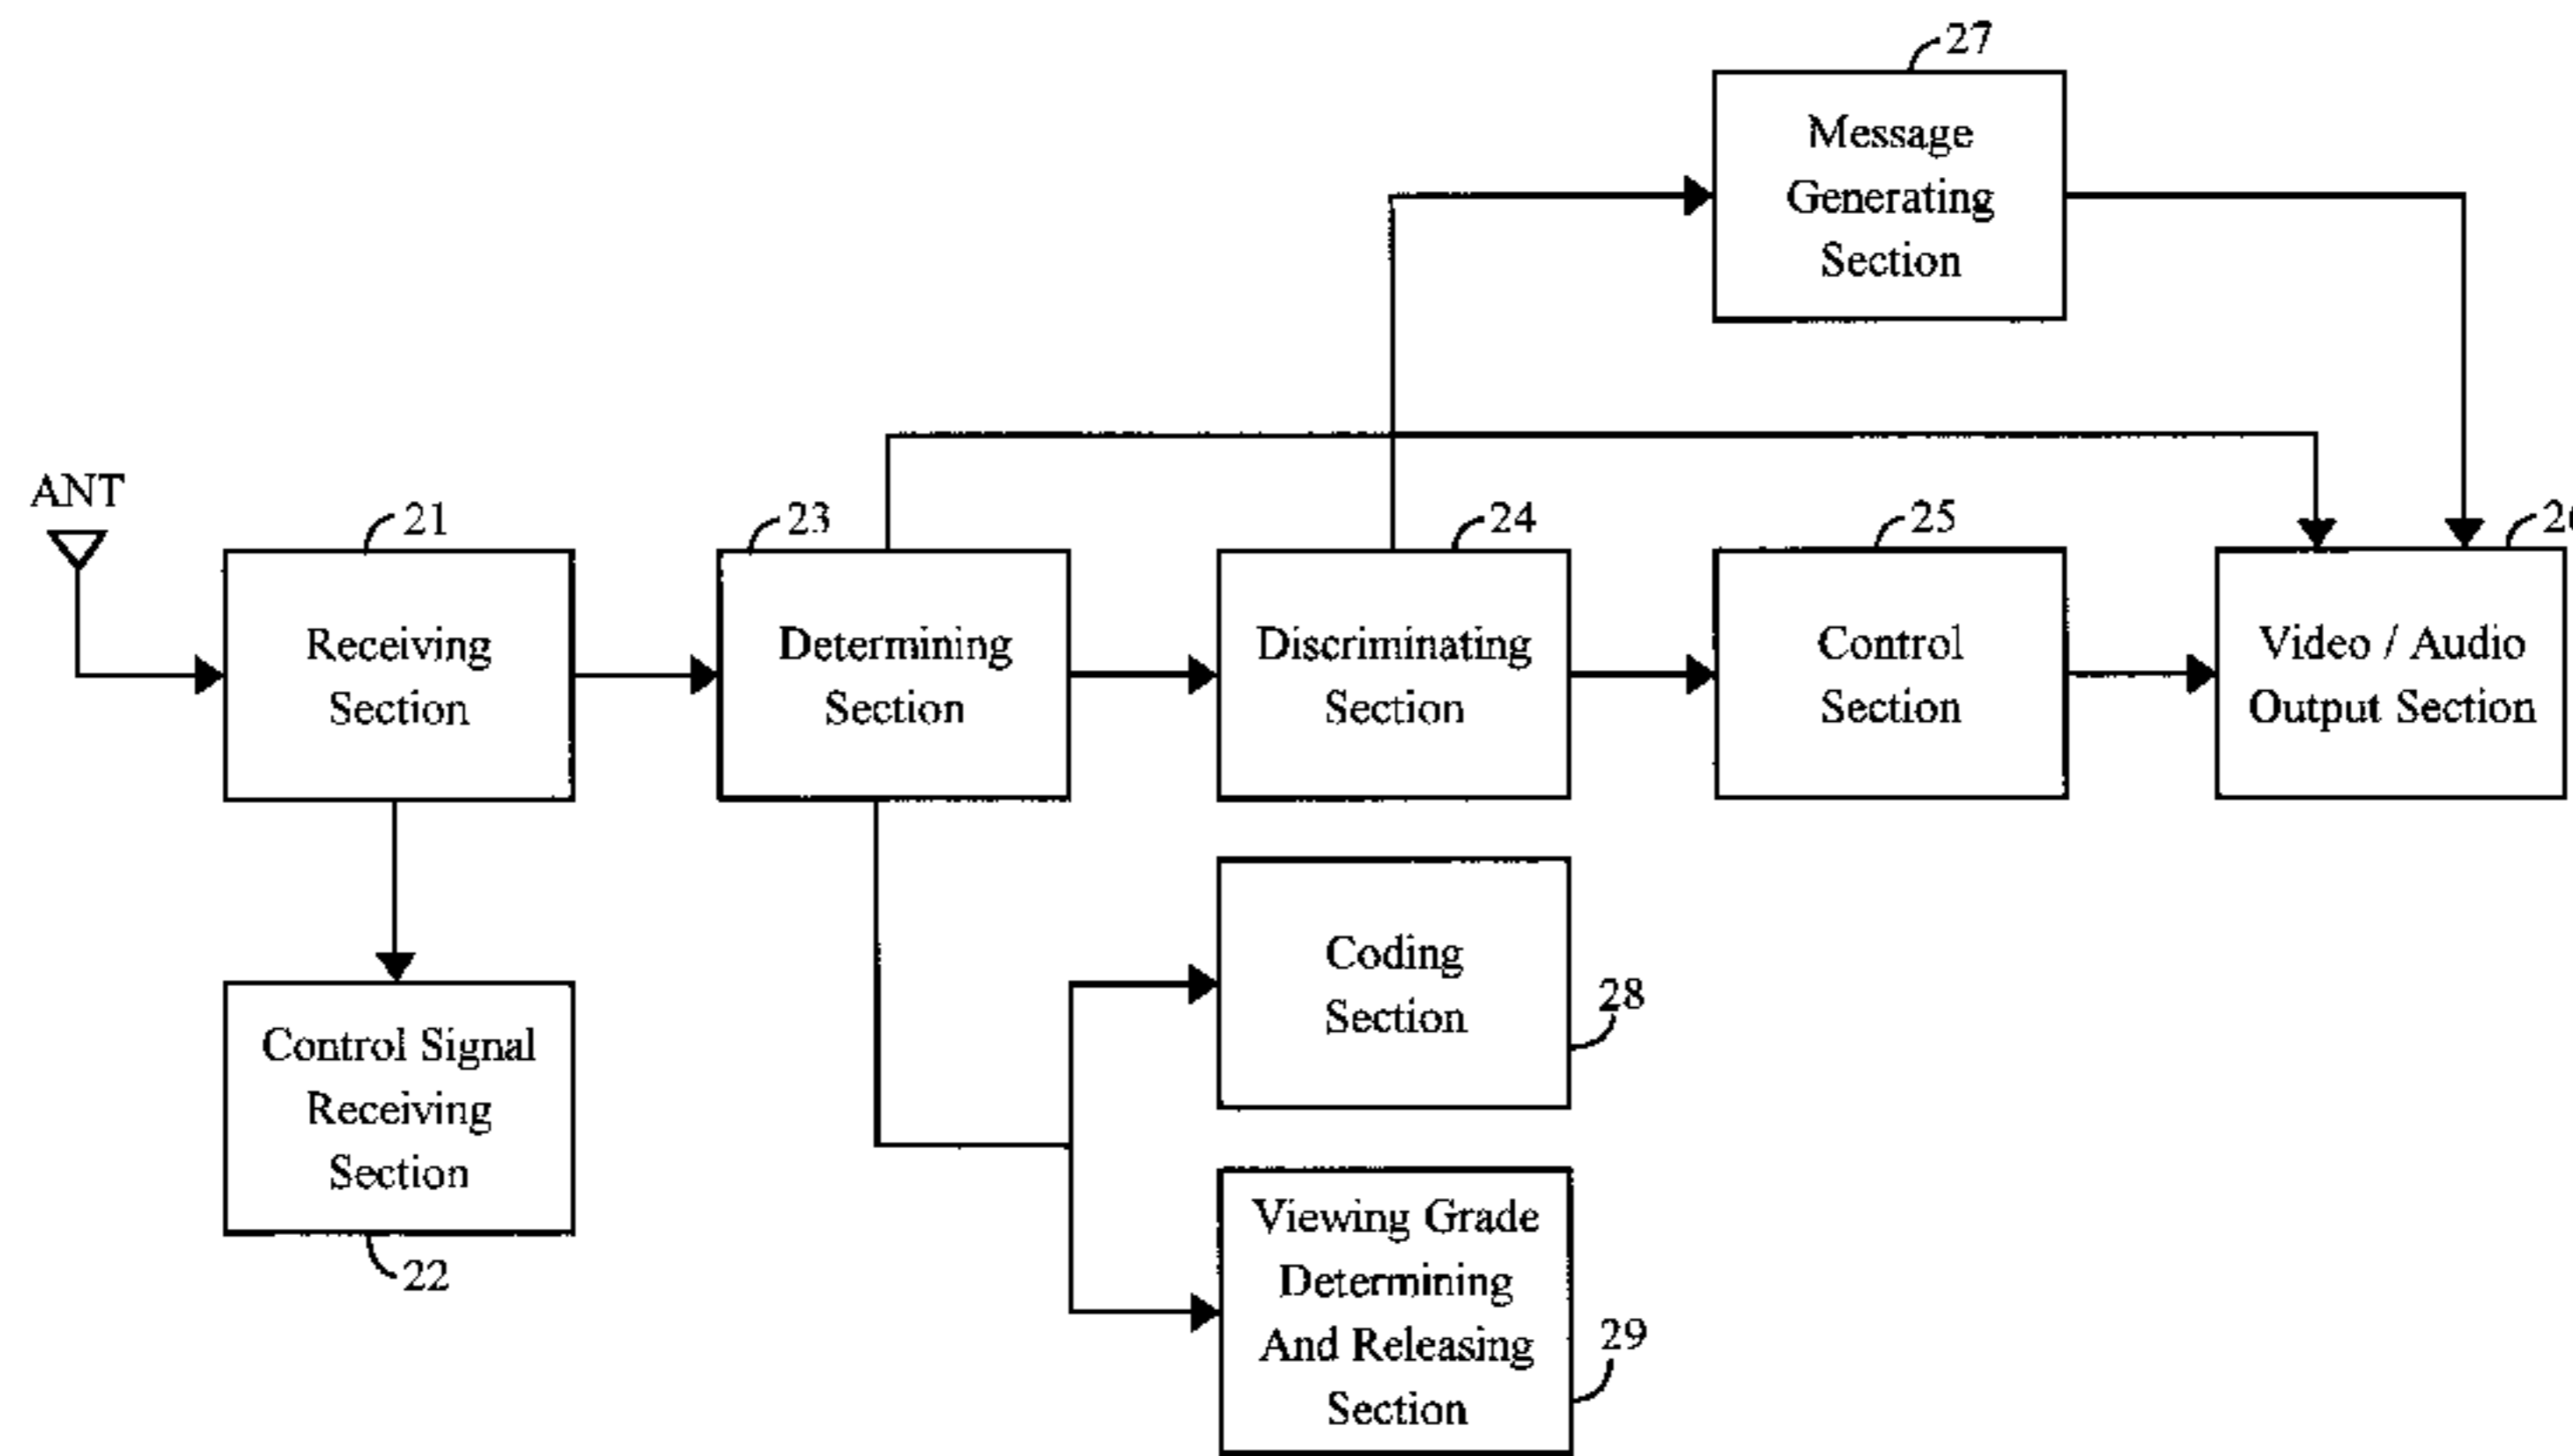 27
Message
Generating
Section
ANT
21
23
24
25
Receiving
Section
Determining
Section
Discriminating
Section
Control
Section
Video / Audio
Output Section
Coding
Section
28
Control Signal
Receiving
Section
22
Viewing Grade
Determining
And Releasing
Section
29